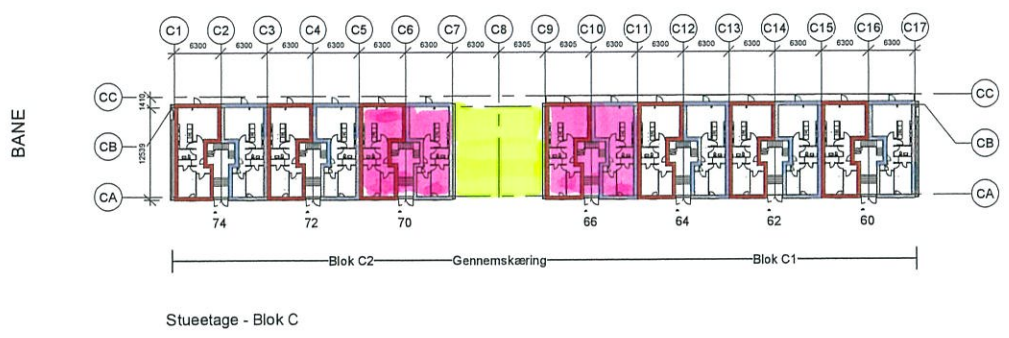 C1 C2 C3 C4 C5 C6 C7 C8 C9 C10 C11 C12 C13 C14 C15 C16 C17
6300 6300 6300 6300 6300 6300 6305 6305 6305 6300 6300 6300 6300 6300 6300 6300
CC 1410 CC
BANE
CB 12539 CB
CA CA
74 72 70 66 64 62 60
Blok C2 Gennemskæring Blok C1
Stueetage - Blok C